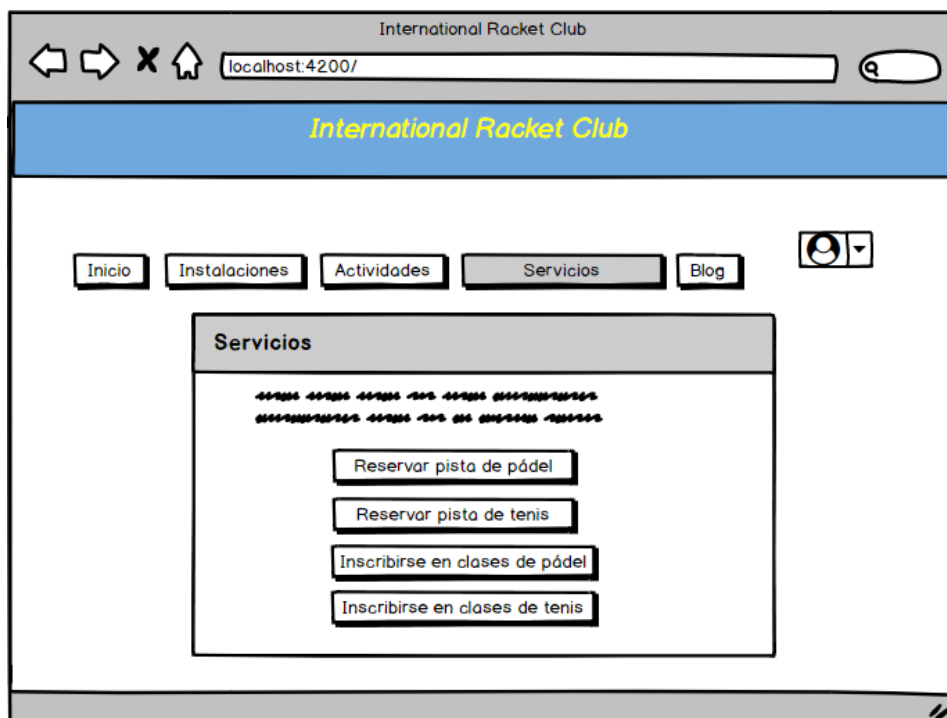 International Racket Club
localhost:4200/
International Racket Club
Inicio Instalaciones Actividades Servicios Blog
Servicios
Reservar pista de pádel
Reservar pista de tenis
Inscribirse en clases de pádel
Inscribirse en clases de tenis